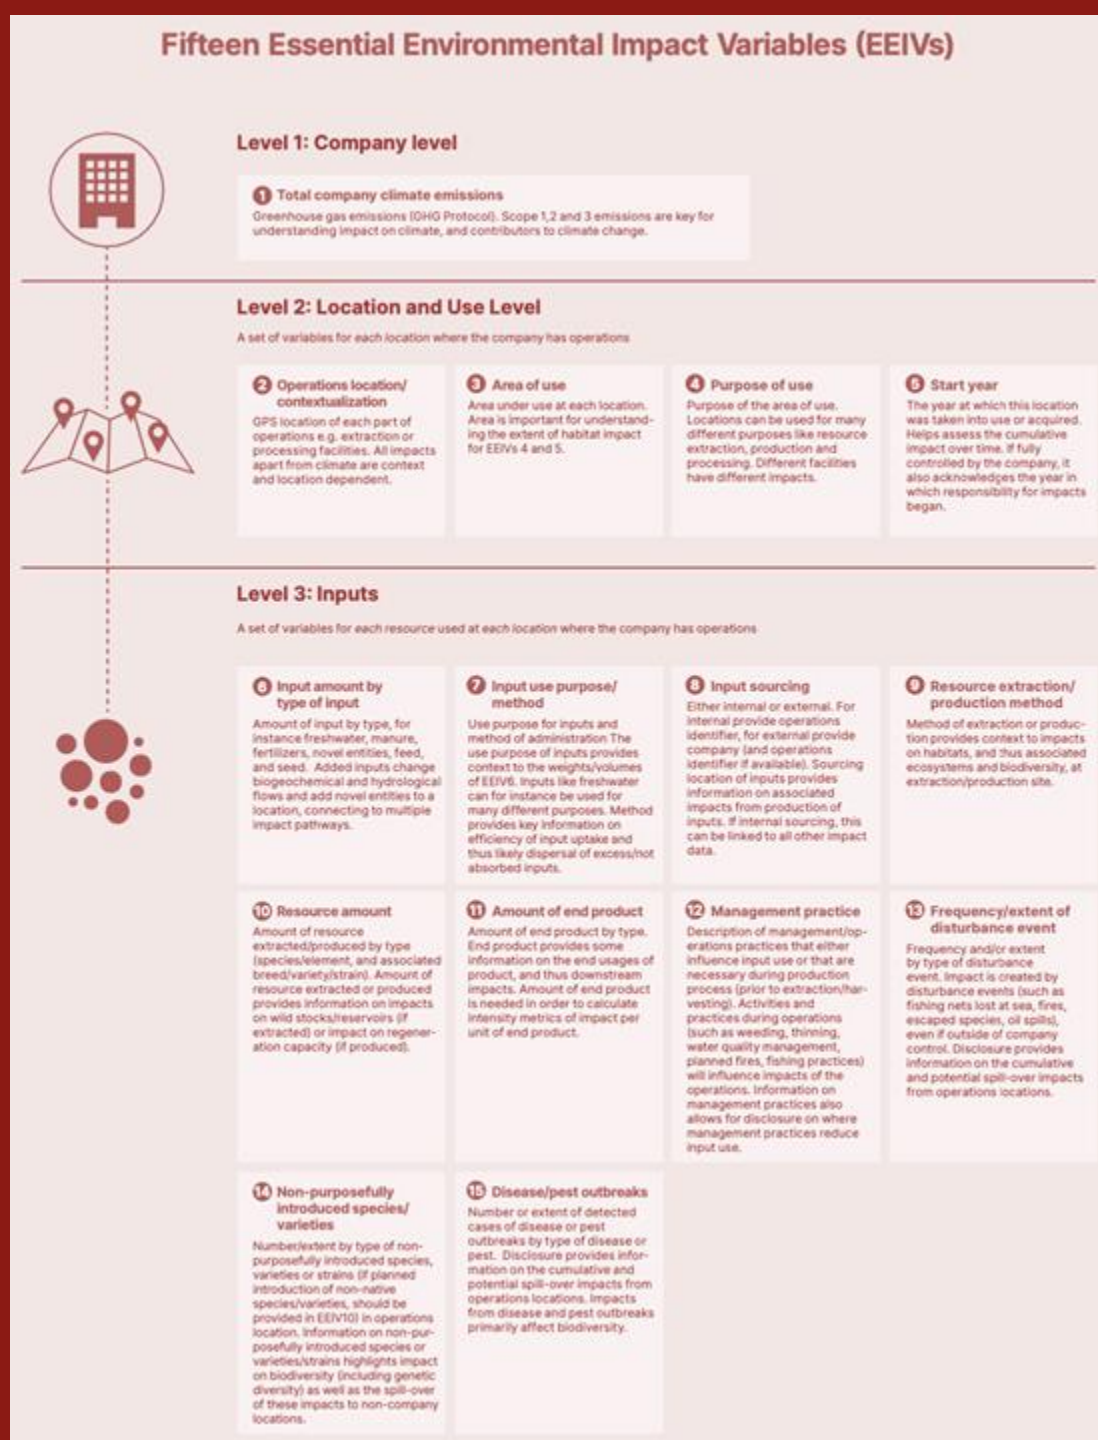 Fifteen Essential Environmental Impact Variables (EEIVs)
Level 1: Company level
1 Total company climate emissions
Greenhouse gas emissions (GHG Protocol). Scope 1,2 and 3 emissions are key for
understanding impact on climate, and contributors to climate change.
Level 2: Location and Use Level
A set of variables for each location where the company has operations
2 Operations location/
contextualization
GPS location of each part of
operations e.g. extraction or
processing facilities. All impacts
apart from climate are context
and location dependent.
3 Area of use
Area under use at each location.
Area is important for understand-
ing the extent of habitat impact
for EEIVs 4 and 5.
4 Purpose of use
Purpose of the area of use.
Locations can be used for many
different purposes like resource
extraction, production and
processing. Different facilities
have different impacts.
5 Start year
The year at which this location
was taken into use or acquired.
Helps assess the cumulative
impact over time. If fully
controlled by the company, it
also acknowledges the year in
which responsibility for impacts
began.
Level 3: Inputs
A set of variables for each resource used at each location where the company has operations
6 Input amount by
type of input
Amount of input by type, for
instance freshwater, manure,
fertilizers, novel entities, feed,
and seed. Added inputs change
biogeochemical and hydrological
flows and add novel entities to a
location, connecting to multiple
impact pathways.
7 Input use purpose/
method
Use purpose for inputs and
method of administration The
use purpose of inputs provides
context to the weights/volumes
of EEIV6. Inputs like freshwater
can for instance be used for
many different purposes. Method
provides key information on
efficiency of input uptake and
thus likely dispersal of excess/not
absorbed inputs.
8 Input sourcing
Either internal or external. For
internal provide operations
identifier, for external provide
company (and operations
identifier if available). Sourcing
location of inputs provides
information on associated
impacts from production of
inputs. If internal sourcing, this
can be linked to all other impact
data.
9 Resource extraction/
production method
Method of extraction or produc-
tion provides context to impacts
on habitats, and thus associated
ecosystems and biodiversity, at
extraction/production site.
10 Resource amount
Amount of resource
extracted/produced by type
(species/element, and associated
breed/variety/strain). Amount of
resource extracted or produced
provides information on impacts
on wild stocks/reservoirs (if
extracted) or impact on regener-
ation capacity (if produced).
11 Amount of end product
Amount of end product by type.
End product provides some
information on the end usages of
product, and thus downstream
impacts. Amount of end product
is needed in order to calculate
intensity metrics of impact per
unit of end product.
12 Management practice
Description of management/op-
erations practices that either
influence input use or that are
necessary during production
process (prior to extraction/har-
vesting). Activities and
practices during operations
(such as weeding, thinning,
water quality management,
planned fires, fishing practices)
will influence impacts of the
operations. Information on
management practices also
allows for disclosure on where
management practices reduce
input use.
13 Frequency/extent of
disturbance event
Frequency and/or extent
by type of disturbance
event. Impact is created by
disturbance events (such as
fishing nets lost at sea, fires,
escaped species, oil spills),
even if outside of company
control. Disclosure provides
information on the cumulative
and potential spill-over impacts
from operations locations.
14 Non-purposefully
introduced species/
varieties
Number/extent by type of non-
purposefully introduced species,
varieties or strains (if planned
introduction of non-native
species/varieties, should be
provided in EEIV10) in operations
location. Information on non-pur-
posefully introduced species or
varieties/strains highlights impact
on biodiversity (including genetic
diversity) as well as the spill-over
of these impacts to non-company
locations.
15 Disease/pest outbreaks
Number or extent of detected
cases of disease or pest
outbreaks by type of disease or
pest. Disclosure provides infor-
mation on the cumulative and
potential spill-over impacts from
operations locations. Impacts
from disease and pest outbreaks
primarily affect biodiversity.